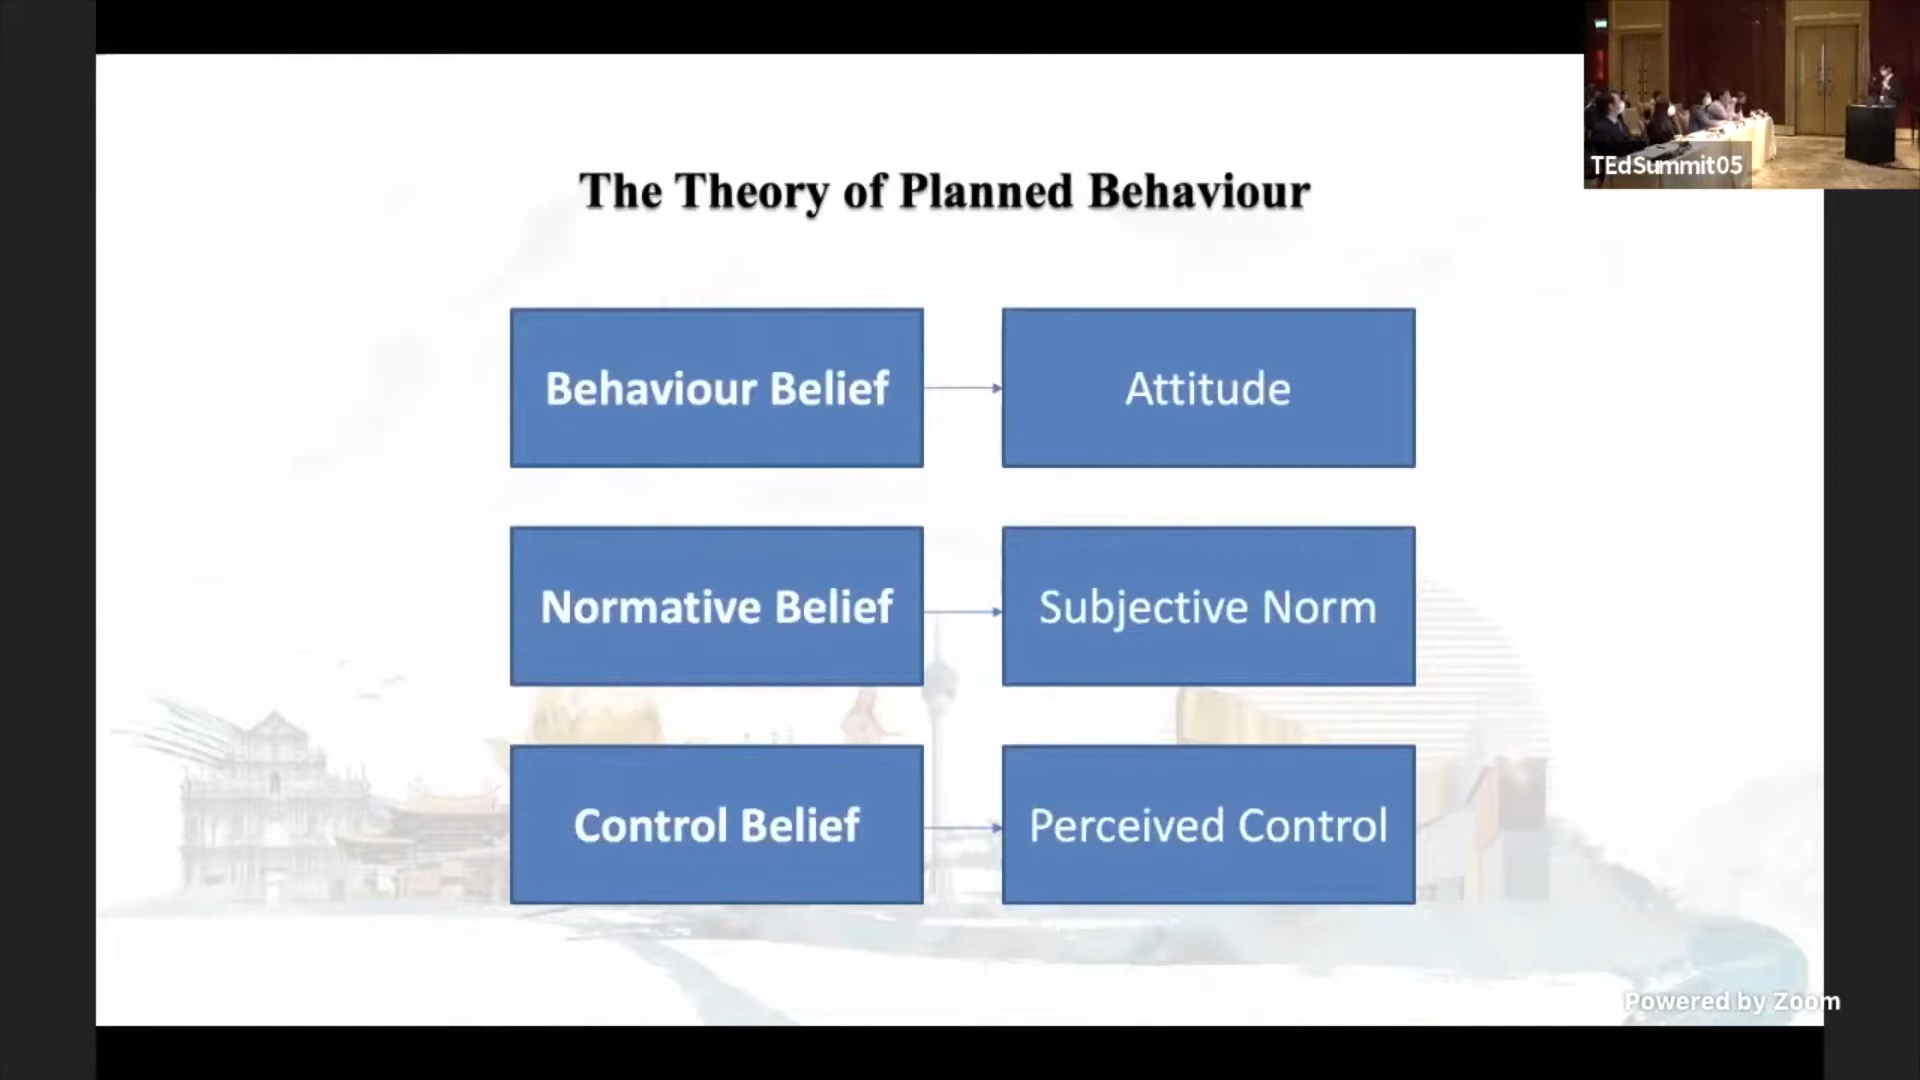 TEdSummit05
The Theory of Planned Behaviour
Behaviour Belief
Attitude
Normative Belief
Subjective Norm
Control Belief
Perceived Control
Powered by Zoom